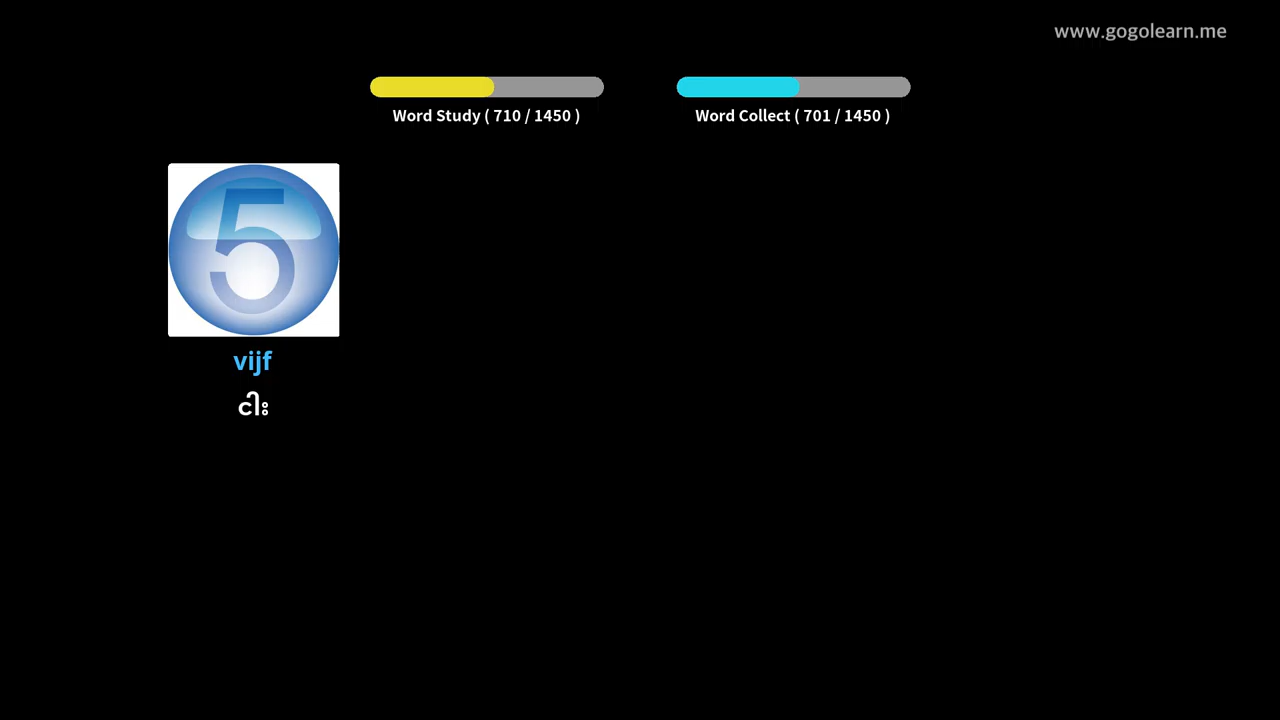 www.gogolearn.me
Word Study ( 710 / 1450 )
Word Collect ( 701 / 1450 )
5
vijf
ငါး